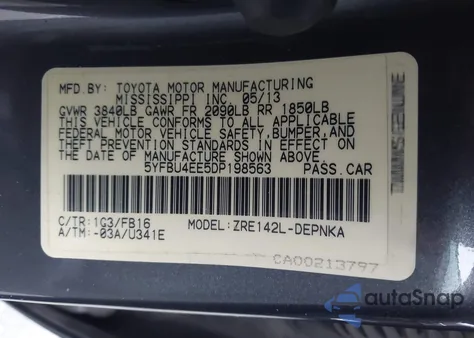 MFD.BY: TOYOTA MOTOR MANUFACTURING
MISSISSIPPI INC 05/13
GVWR 3840LB GAWR FR 2090LB RR 1850LB
THIS VEHICLE CONFORMS TO ALL APPLICABLE
FEDERAL MOTOR VEHICLE SAFETY, BUMPER, AND
THEFT PREVENTION STANDARDS IN EFFECT ON
THE DATE OF MANUFACTURE SHOWN ABOVE.
5YFBU4EE5DP198563 PASS.CAR
C/TR: 1G3/FB16 MODEL: ZRE142L-DEPNKA
A/TM: -03A/U341E
CA00213797
autoSnap